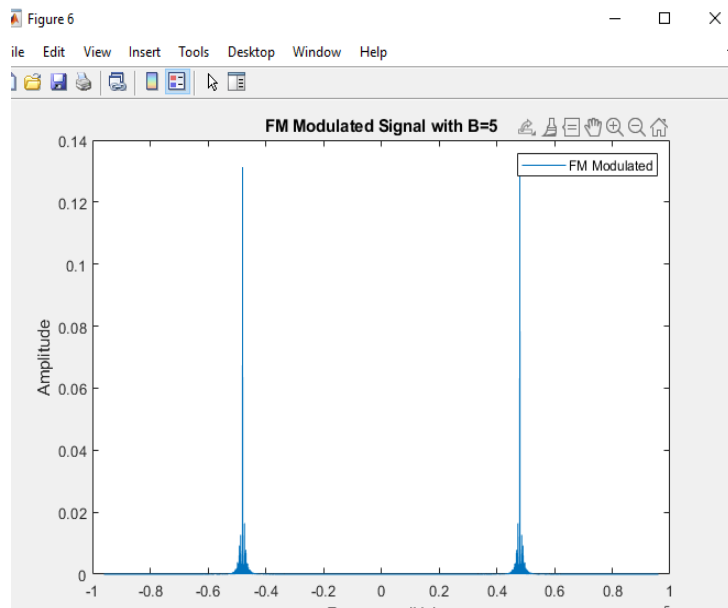 Figure 6
ile Edit View Insert Tools Desktop Window Help
FM Modulated Signal with B=5
FM Modulated
0.14
0.12
0.1
0.08
0.06
0.04
0.02
0
Amplitude
-1 -0.8 -0.6 -0.4 -0.2 0 0.2 0.4 0.6 0.8 1